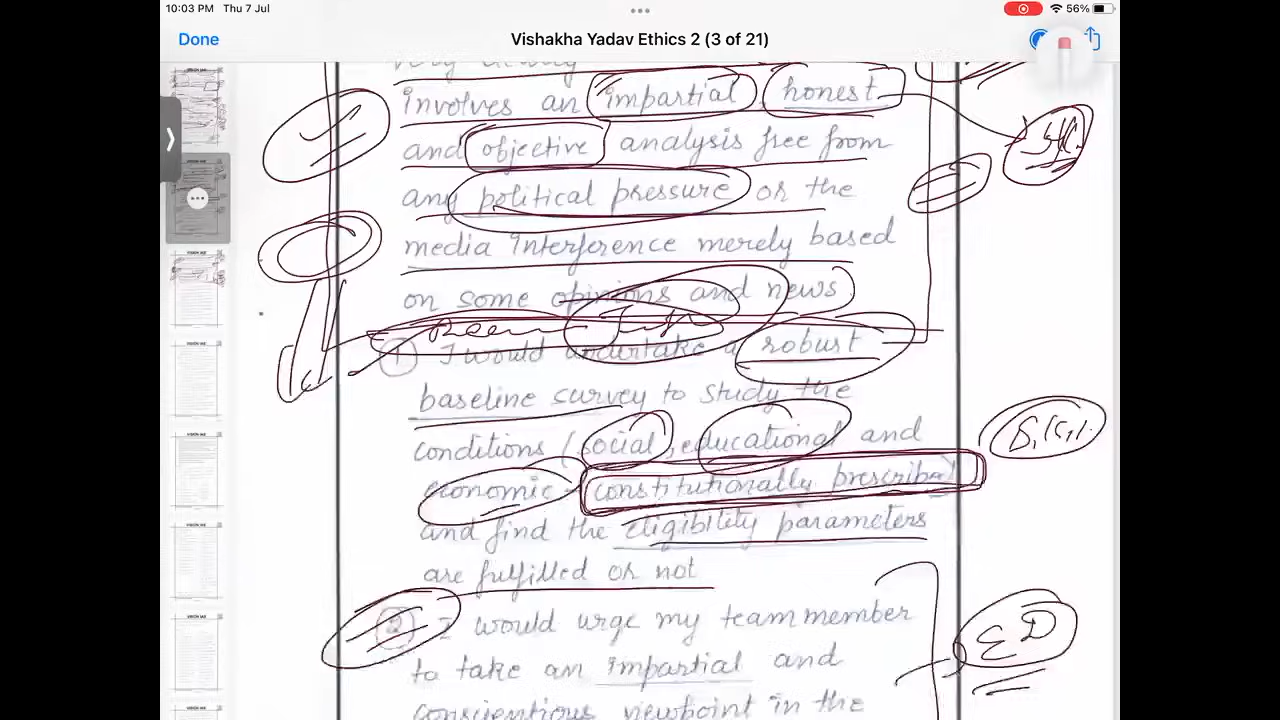 10:03 PM Thu 7 Jul
56%
Done
Vishakha Yadav Ethics 2 (3 of 21)
involves an impartial, honest
and objective analysis free from
any political pressure or the
media interference merely based
on some opinions and news
① I would undertake a robust
baseline survey to study the
conditions (social, educational and
economic - constitutionally prescribed)
and find the eligibility parameters
are fulfilled or not
② I would urge my team member
to take an impartial and
conscientious viewpoint in the
ED